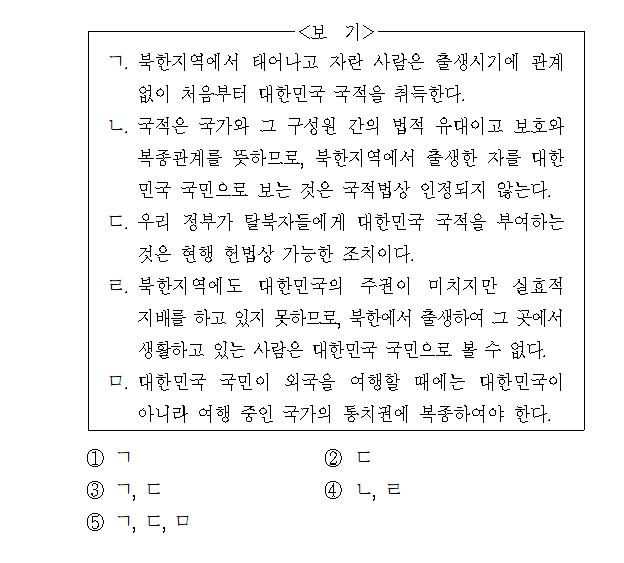 <보 기>
ㄱ. 북한지역에서 태어나고 자란 사람은 출생시기에 관계
없이 처음부터 대한민국 국적을 취득한다.
ㄴ. 국적은 국가와 그 구성원 간의 법적 유대이고 보호와
복종관계를 뜻하므로, 북한지역에서 출생한 자를 대한
민국 국민으로 보는 것은 국적법상 인정되지 않는다.
ㄷ. 우리 정부가 탈북자들에게 대한민국 국적을 부여하는
것은 현행 헌법상 가능한 조치이다.
ㄹ. 북한지역에도 대한민국의 주권이 미치지만 실효적
지배를 하고 있지 못하므로, 북한에서 출생하여 그 곳에서
생활하고 있는 사람은 대한민국 국민으로 볼 수 없다.
ㅁ. 대한민국 국민이 외국을 여행할 때에는 대한민국이
아니라 여행 중인 국가의 통치권에 복종하여야 한다.
① ㄱ ② ㄷ
③ ㄱ, ㄷ ④ ㄴ, ㄹ
⑤ ㄱ, ㄷ, ㅁ